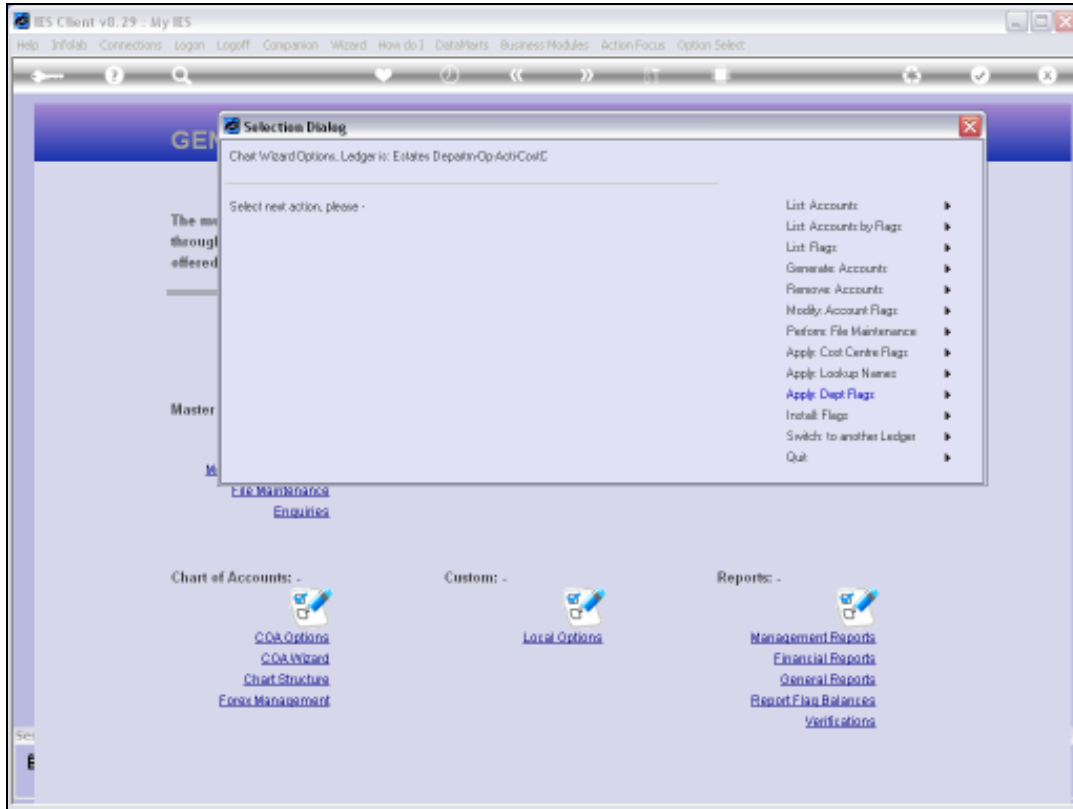 IES Client v8.29 : My IES
Help Infolab Connections Logon Logoff Companion Wizard How do I DataMarts Business Modules Action Focus Option Select
GEN
Selection Dialog
Chart Wizard Options, Ledger is: Estates Departm-Op-Acti-CostC
Select next action, please -
List Accounts
List Accounts by Flags
List Flags
Generate: Accounts
Remove: Accounts
Modify: Account Flags
Perform: File Maintenance
Apply: Cost Centre Flags
Apply: Lookup Names
Apply: Dept Flags
Install: Flags
Switch: to another Ledger
Quit
The mo
through
offered
Master
M
File Maintenance
Enquiries
Chart of Accounts: -
COA Options
COA Wizard
Chart Structure
Forex Management
Custom: -
Local Options
Reports: -
Management Reports
Financial Reports
General Reports
Report Flag Balances
Verifications
Se